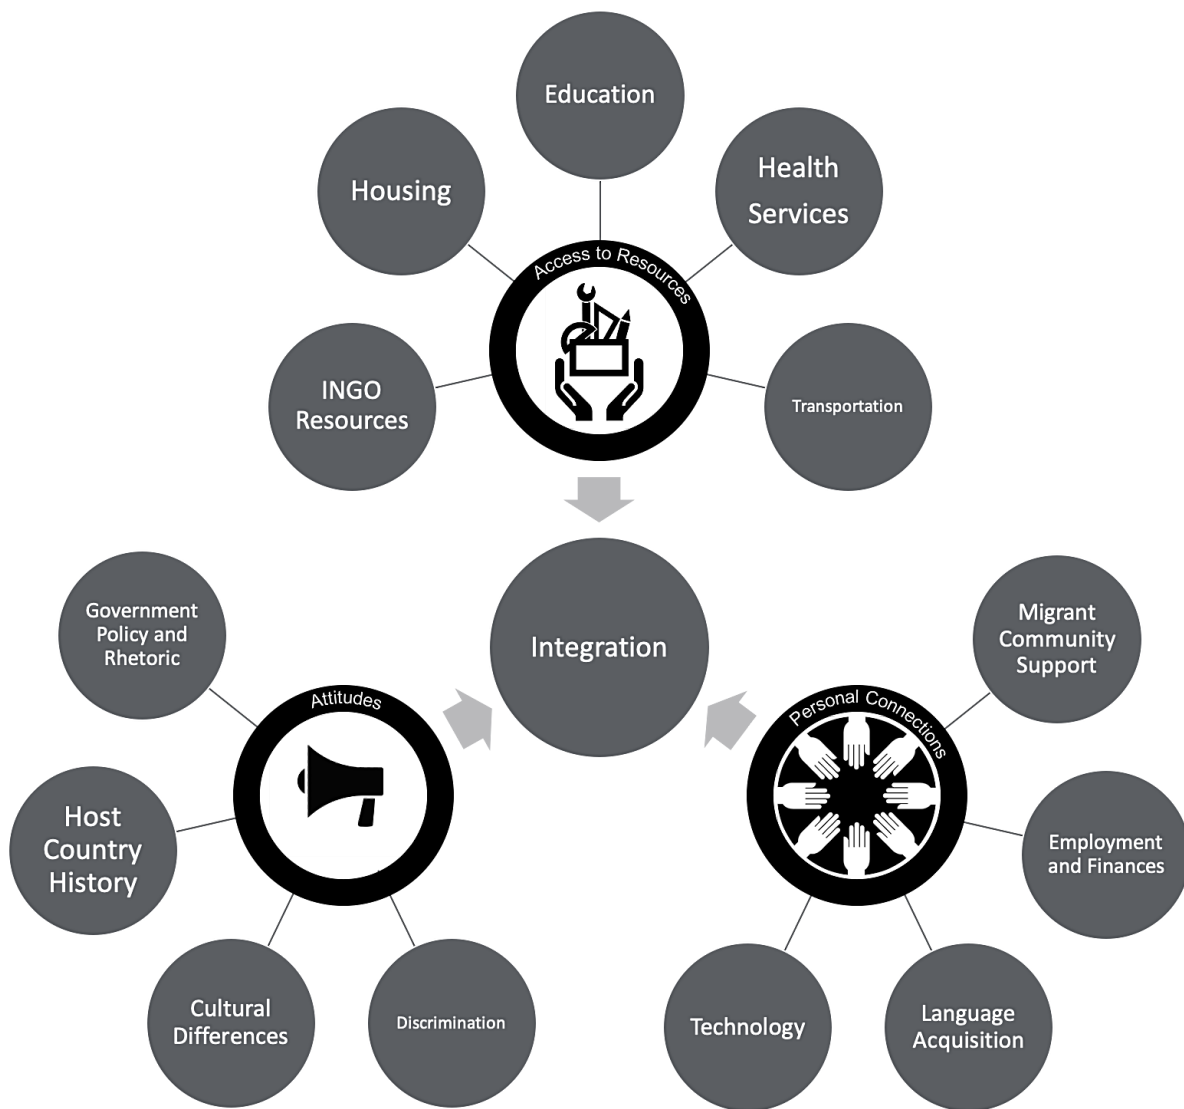 Education
Housing
Health
Services
Access to Resources
INGO
Resources
Transportation
Integration
Government
Policy and
Rhetoric
Attitudes
Host
Country
History
Cultural
Differences
Discrimination
Migrant
Community
Support
Personal Connections
Employment
and Finances
Technology
Language
Acquisition